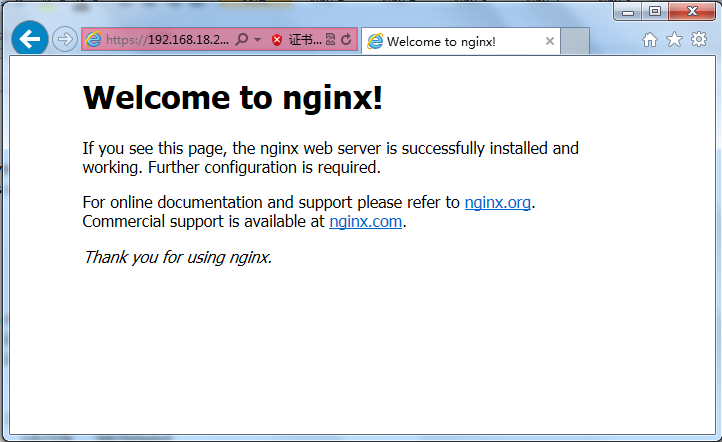 https://192.168.18.2... 证书... Welcome to nginx!
Welcome to nginx!
If you see this page, the nginx web server is successfully installed and
working. Further configuration is required.
For online documentation and support please refer to nginx.org.
Commercial support is available at nginx.com.
Thank you for using nginx.